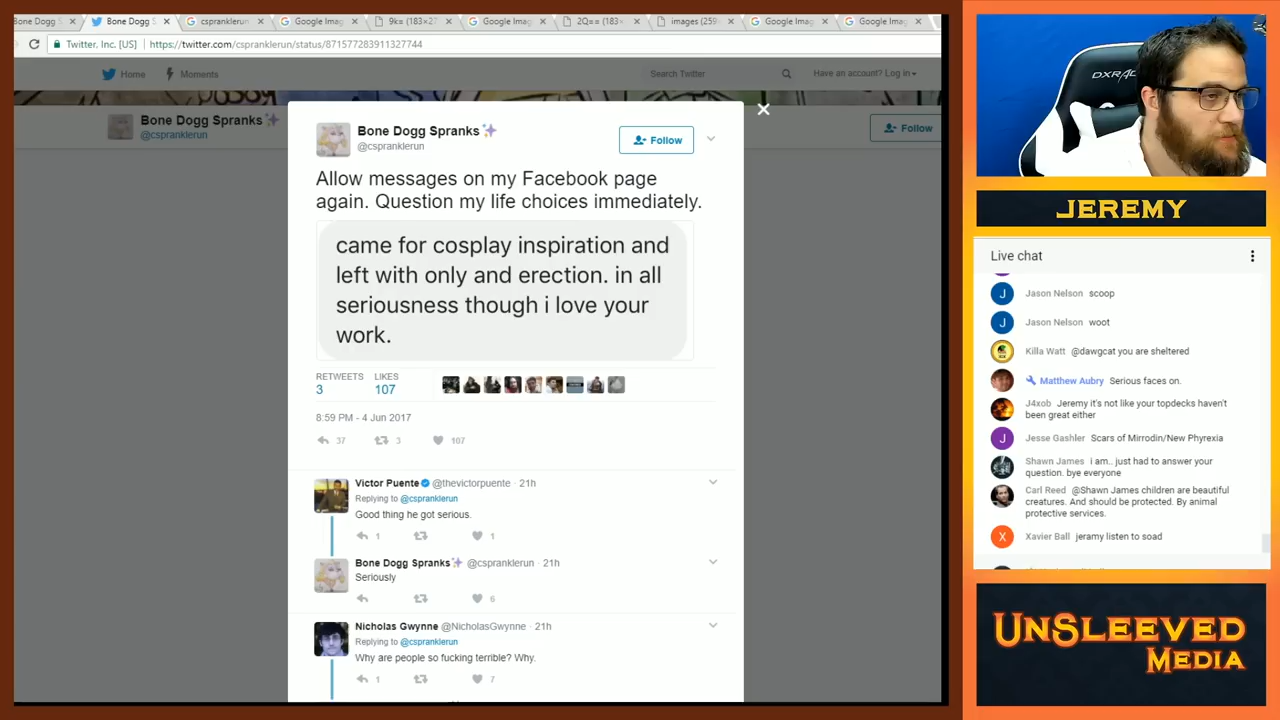 Bone Dogg S
Bone Dogg S
cspranklerun
Google Imag
9k= (183×27
Google Imag
2Q== (183×
images (259×
Google Imag
Google Imag
Twitter, Inc. [US]
https://twitter.com/cspranklerun/status/871577283911327744
Home
Moments
Search Twitter
Have an account? Log in
Bone Dogg Spranks
@cspranklerun
Follow
Bone Dogg Spranks
@cspranklerun
Follow
Allow messages on my Facebook page
again. Question my life choices immediately.
came for cosplay inspiration and
left with only and erection. in all
seriousness though i love your
work.
RETWEETS
3
LIKES
107
8:59 PM - 4 Jun 2017
37
3
107
Victor Puente @thevictorpuente · 21h
Replying to @cspranklerun
Good thing he got serious.
1
1
Bone Dogg Spranks @cspranklerun · 21h
Seriously
6
Nicholas Gwynne @NicholasGwynne · 21h
Replying to @cspranklerun
Why are people so fucking terrible? Why.
1
7
DXRAC
JEREMY
Live chat
J
Jason Nelson scoop
J
Jason Nelson woot
Killa Watt @dawgcat you are sheltered
Matthew Aubry Serious faces on.
J4xob Jeremy it's not like your topdecks haven't
been great either
J
Jesse Gashler Scars of Mirrodin/New Phyrexia
Shawn James i am.. just had to answer your
question. bye everyone
Carl Reed @Shawn James children are beautiful
creatures. And should be protected. By animal
protective services.
X
Xavier Ball jeramy listen to soad
UNSLEEVED
MEDIA